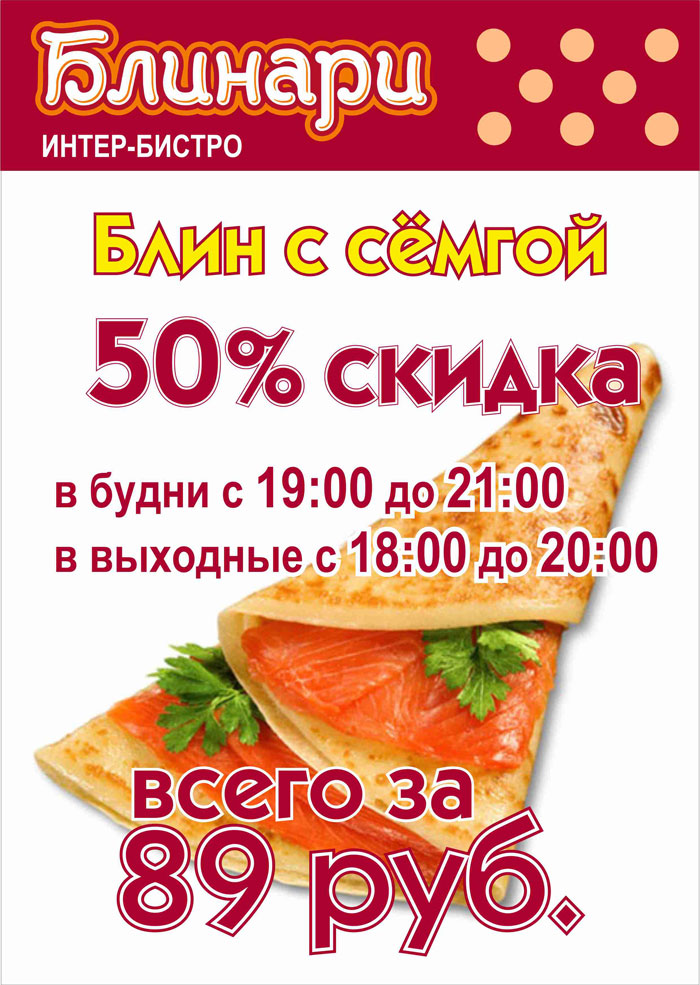 Блинари
ИНТЕР-БИСТРО
Блин с сёмгой
50% скидка
в будни с 19:00 до 21:00
в выходные с 18:00 до 20:00
всего за
89 руб.